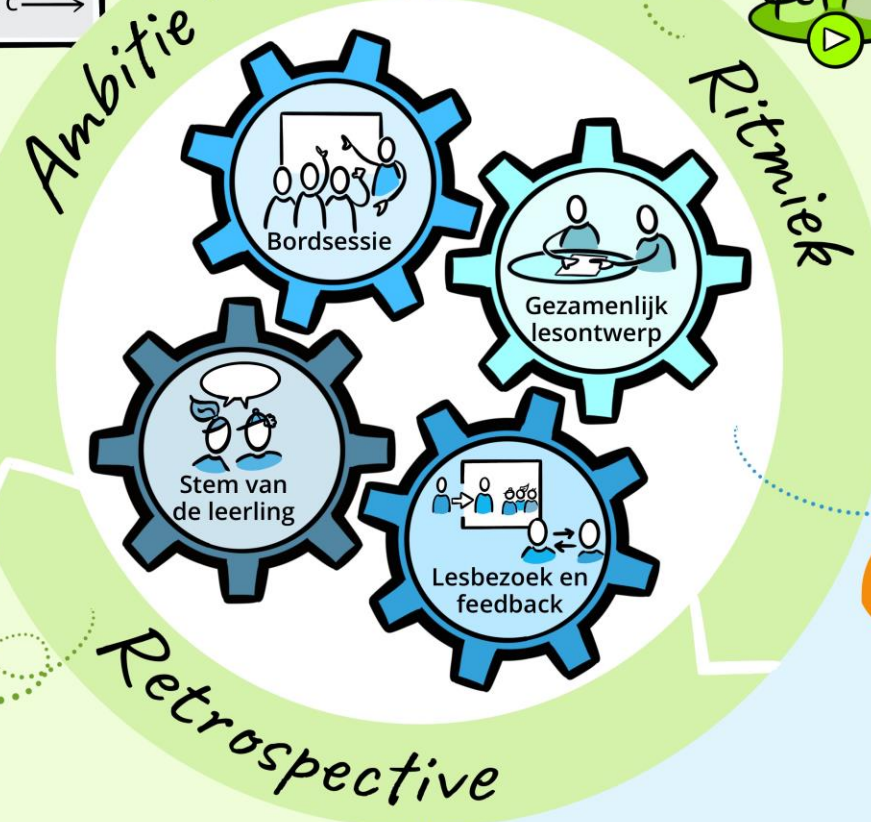 C
Ambitie
Ritmiek
Bordsessie
Gezamenlijk
lesontwerp
Stem van
de leerling
Lesbezoek en
feedback
Retrospective